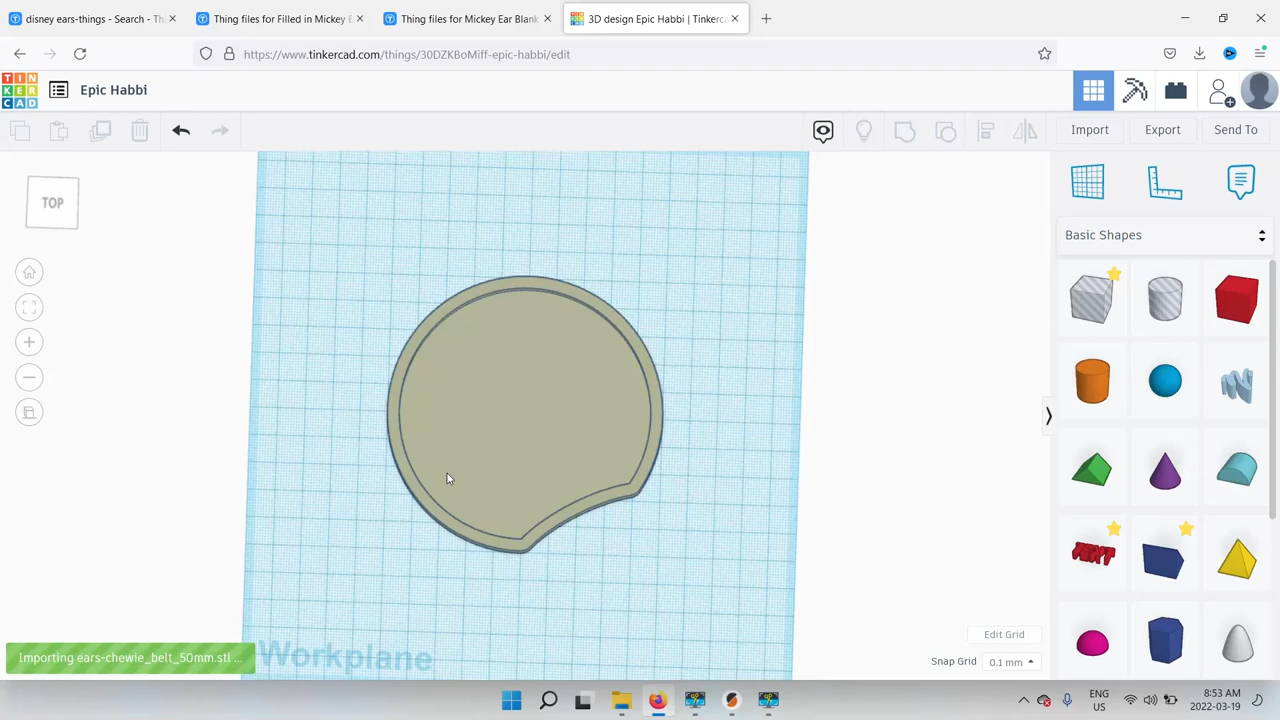 disney ears-things - Search - Th
Thing files for Filled in Mickey E
Thing files for Mickey Ear Blank
3D design Epic Habbi | Tinkerca
https://www.tinkercad.com/things/30DZKBoMiff-epic-habbi/edit
TIN
KER
CAD
Epic Habbi
Import
Export
Send To
TOP
Basic Shapes
TEXT
Workplane
Importing ears-chewie_belt_50mm.stl ...
Edit Grid
Snap Grid
0.1 mm
ENG
US
8:53 AM
2022-03-19